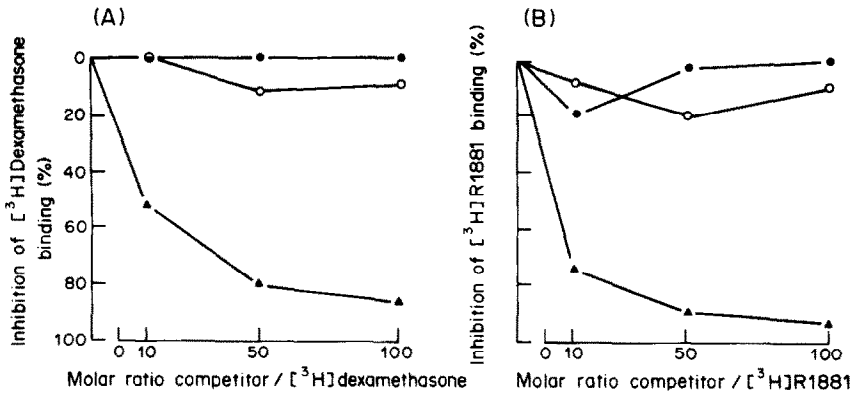 (A)
(B)
Inhibition of [³H]Dexamethasone
binding (%)
0
20
40
60
80
100
0 10 50 100
Molar ratio competitor / [³H]dexamethasone
Inhibition of [³H]R1881 binding (%)
0 10 50 100
Molar ratio competitor / [³H]R1881